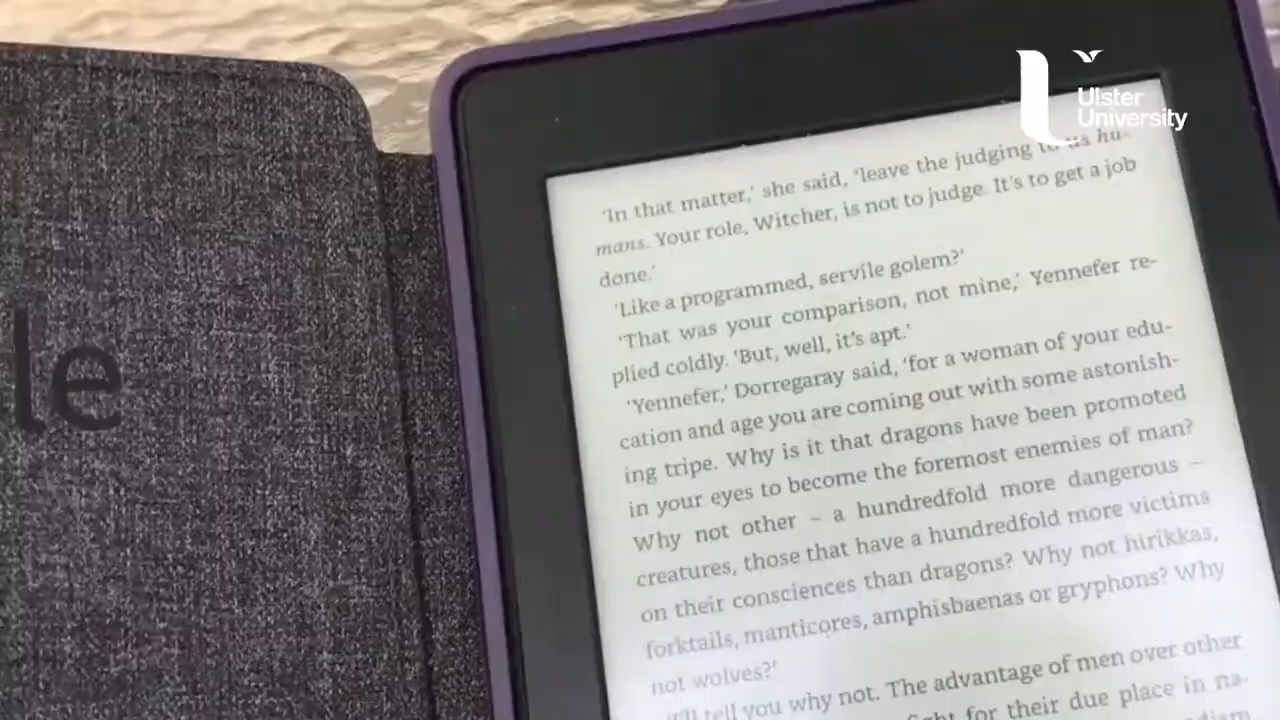 Ulster
University
le
'In that matter,' she said, 'leave the judging to us hu-
mans. Your role, Witcher, is not to judge. It's to get a job
done.'
'Like a programmed, servile golem?'
'That was your comparison, not mine,' Yennefer re-
plied coldly. 'But, well, it's apt.'
'Yennefer,' Dorregaray said, 'for a woman of your edu-
cation and age you are coming out with some astonish-
ing tripe. Why is it that dragons have been promoted
in your eyes to become the foremost enemies of man?
Why not other – a hundredfold more dangerous –
creatures, those that have a hundredfold more victims
on their consciences than dragons? Why not hirikkas,
forktails, manticores, amphisbaenas or gryphons? Why
not wolves?'
'I'll tell you why not. The advantage of men over other
for their due place in na-